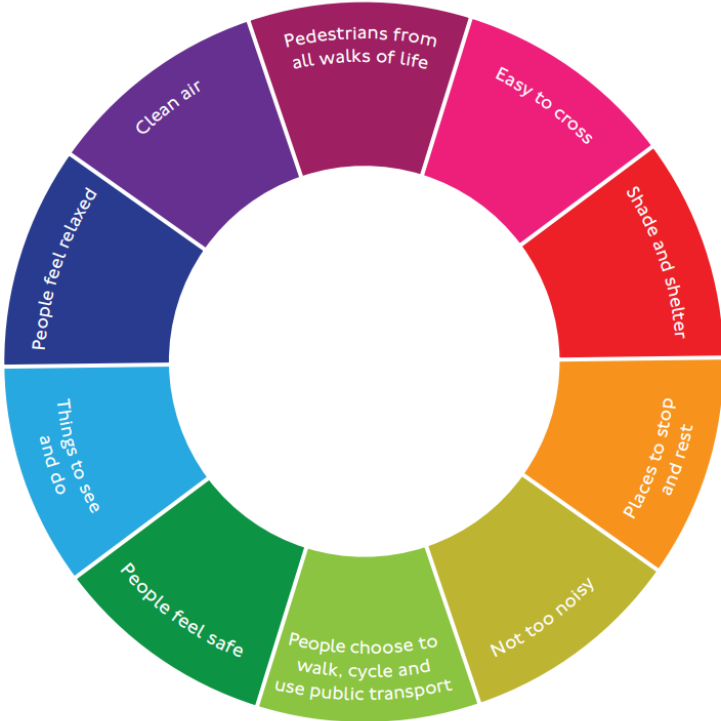 Pedestrians from
all walks of life
Easy to cross
Shade and shelter
Places to stop
and rest
Not too noisy
People choose to
walk, cycle and
use public transport
People feel safe
Things to see
and do
People feel relaxed
Clean air